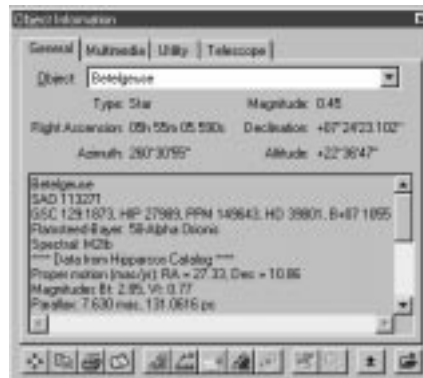 Object Information
General Multimedia Utility Telescope
Object: Betelgeuse
Type: Star Magnitude: 0.45
Right Ascension: 05h 55m 05.590s Declination: +07°24'23.102"
Azimuth: 260°30'55" Altitude: +22°36'47"
Betelgeuse
SAO 113271
GSC 129:1873, HIP 27989, PPM 149643, HD 39801, B+07 1055
Flamsteed-Bayer: 58-Alpha Orionis
Spectral: M2Ib
**** Data from Hipparcos Catalog ****
Proper motion (mas/yr): RA = 27.33, Dec = 10.86
Magnitudes Bt: 2.85, Vt: 0.77
Parallax: 7.630 mas, 131.0616 ps